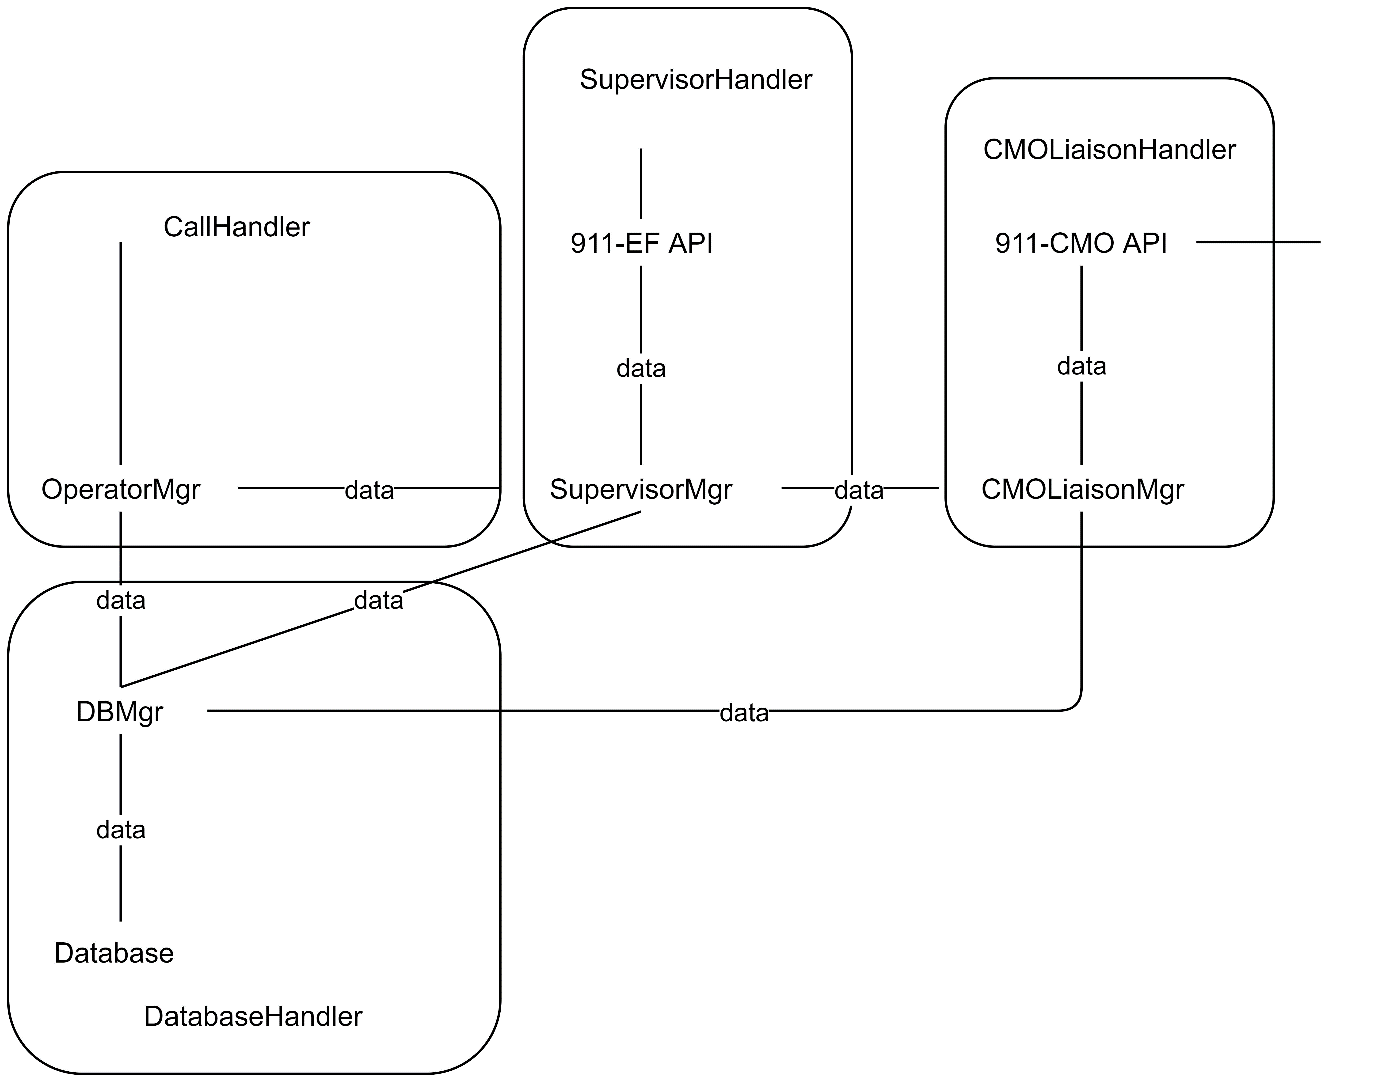 SupervisorHandler
CMOLiaisonHandler
CallHandler
911-EF API
911-CMO API
data
data
OperatorMgr
data
SupervisorMgr
data
CMOLiaisonMgr
data
data
DBMgr
data
data
Database
DatabaseHandler